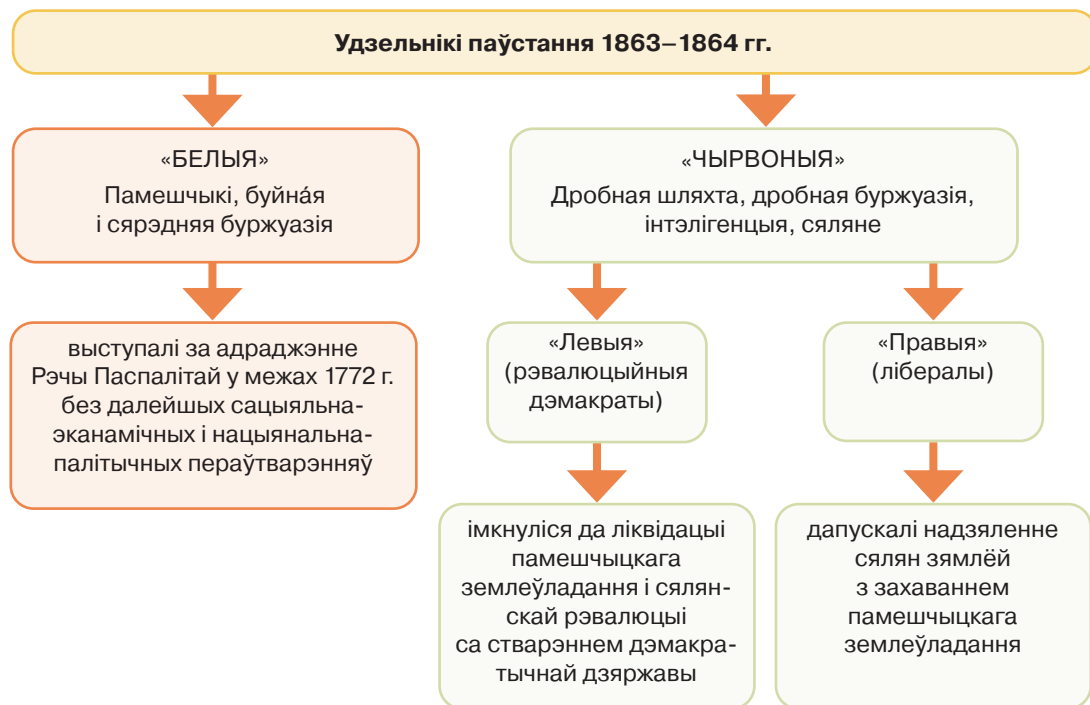 Удзельнікі паўстання 1863–1864 гг.
«БЕЛЫЯ»
Памешчыкі, буйна́я
і сярэдняя буржуазія
«ЧЫРВОНЫЯ»
Дробная шляхта, дробная буржуазія,
інтэлігенцыя, сяляне
выступалі за адраджэнне
Рэчы Паспалітай у межах 1772 г.
без далейшых сацыяльна-
эканамічных і нацыянальна-
палітычных пераўтварэнняў
«Левыя»
(рэвалюцыйныя
дэмакраты)
«Правыя»
(лібералы)
імкнуліся да ліквідацыі
памешчыцкага
землеўладання і сялян-
скай рэвалюцыі
са стварэннем дэмакра-
тычнай дзяржавы
дапускалі надзяленне
сялян зямлёй
з захаваннем
памешчыцкага
землеўладання